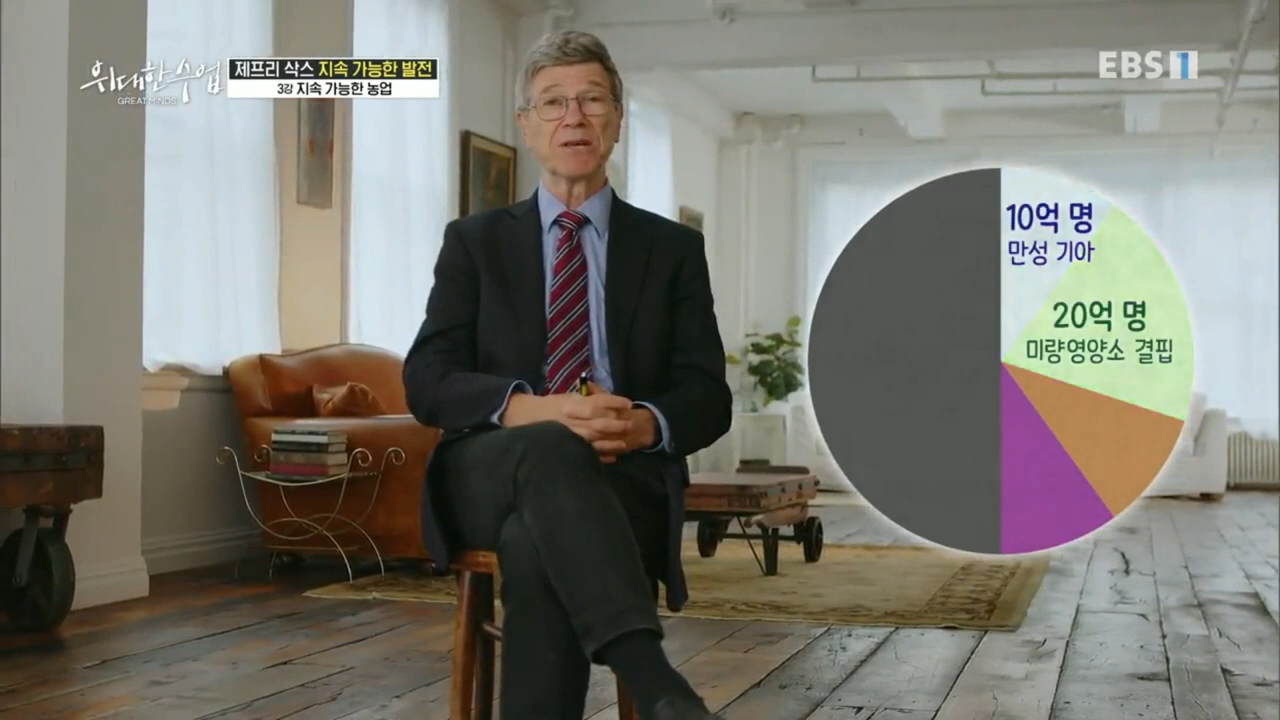 위대한 수업
GREAT MINDS
제프리 삭스 지속 가능한 발전
3강 지속 가능한 농업
EBS 1
10억 명
만성 기아
20억 명
미량영양소 결핍